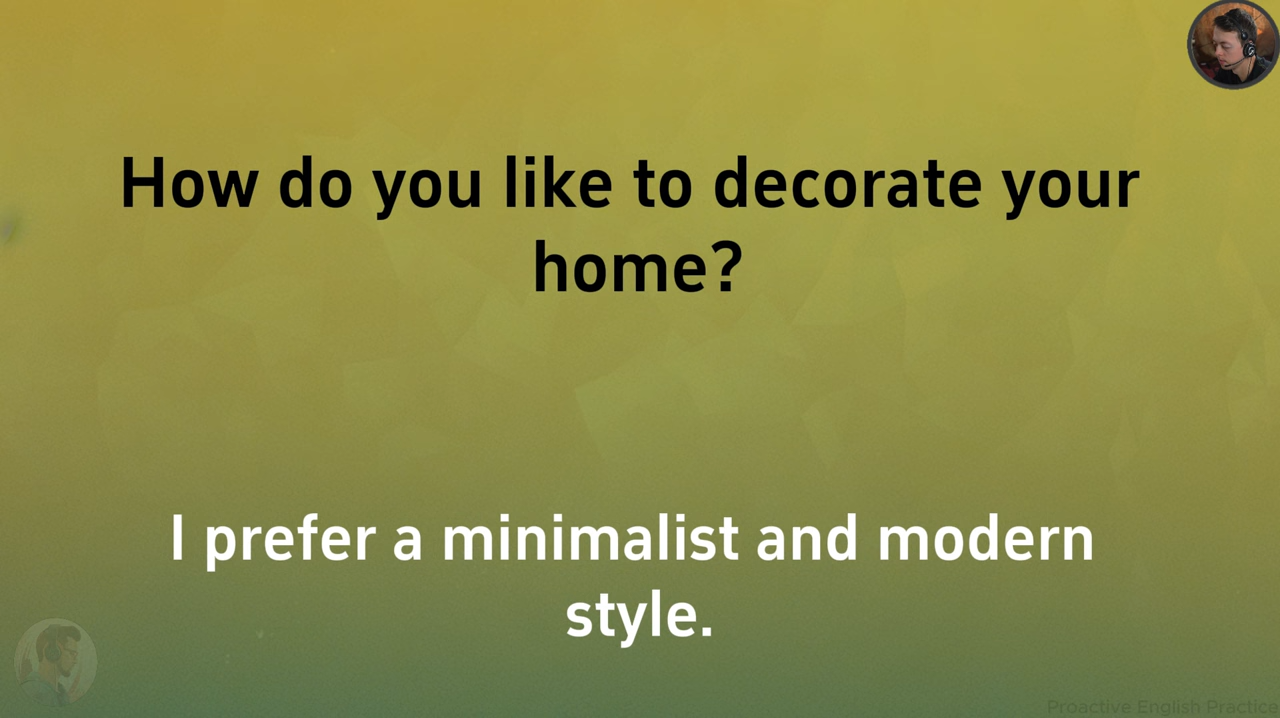 How do you like to decorate your
home?
I prefer a minimalist and modern
style.
Proactive English Practice